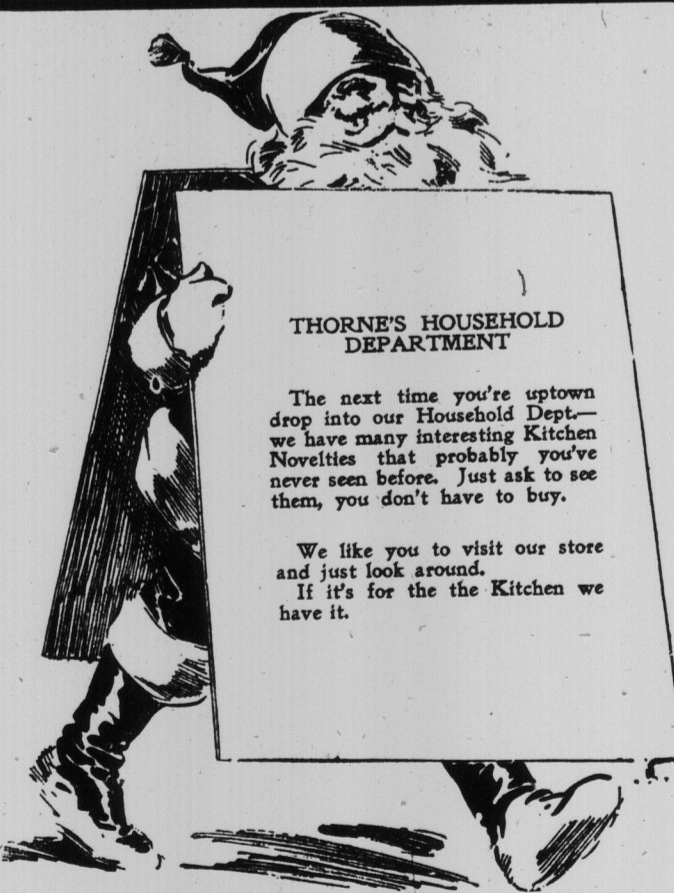 THORNE'S HOUSEHOLD
DEPARTMENT
The next time you're uptown
drop into our Household Dept.—
we have many interesting Kitchen
Novelties that probably you've
never seen before. Just ask to see
them, you don't have to buy.
We like you to visit our store
and just look around.
If it's for the the Kitchen we
have it.